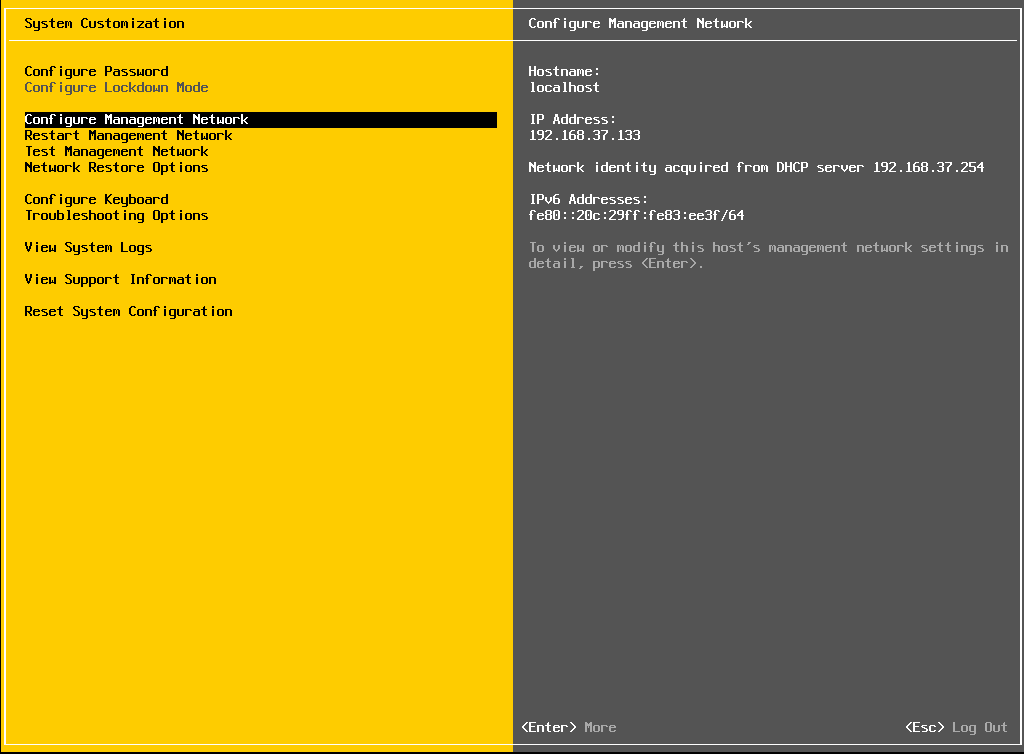 System Customization
Configure Password
Configure Lockdown Mode
Configure Management Network
Restart Management Network
Test Management Network
Network Restore Options
Configure Keyboard
Troubleshooting Options
View System Logs
View Support Information
Reset System Configuration
Configure Management Network
Hostname:
localhost
IP Address:
192.168.37.133
Network identity acquired from DHCP server 192.168.37.254
IPv6 Addresses:
fe80::20c:29ff:fe83:ee3f/64
To view or modify this host's management network settings in
detail, press <Enter>.
<Enter> More
<Esc> Log Out